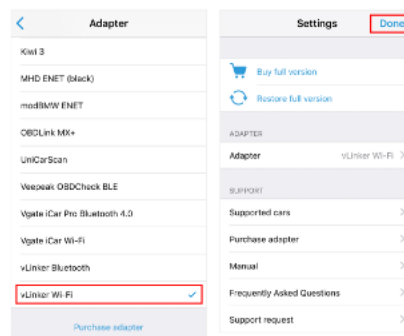 Adapter
Kiwi 3
MHD ENET (black)
modBMW ENET
OBDLink MX+
UniCarScan
Veepeak OBDCheck BLE
Vgate iCar Pro Bluetooth 4.0
Vgate iCar Wi-Fi
vLinker Bluetooth
vLinker Wi-Fi
Purchase adapter
Settings
Done
Buy full version
Restore full version
ADAPTER
Adapter vLinker Wi-Fi
SUPPORT
Supported cars
Purchase adapter
Manual
Frequently Asked Questions
Support request